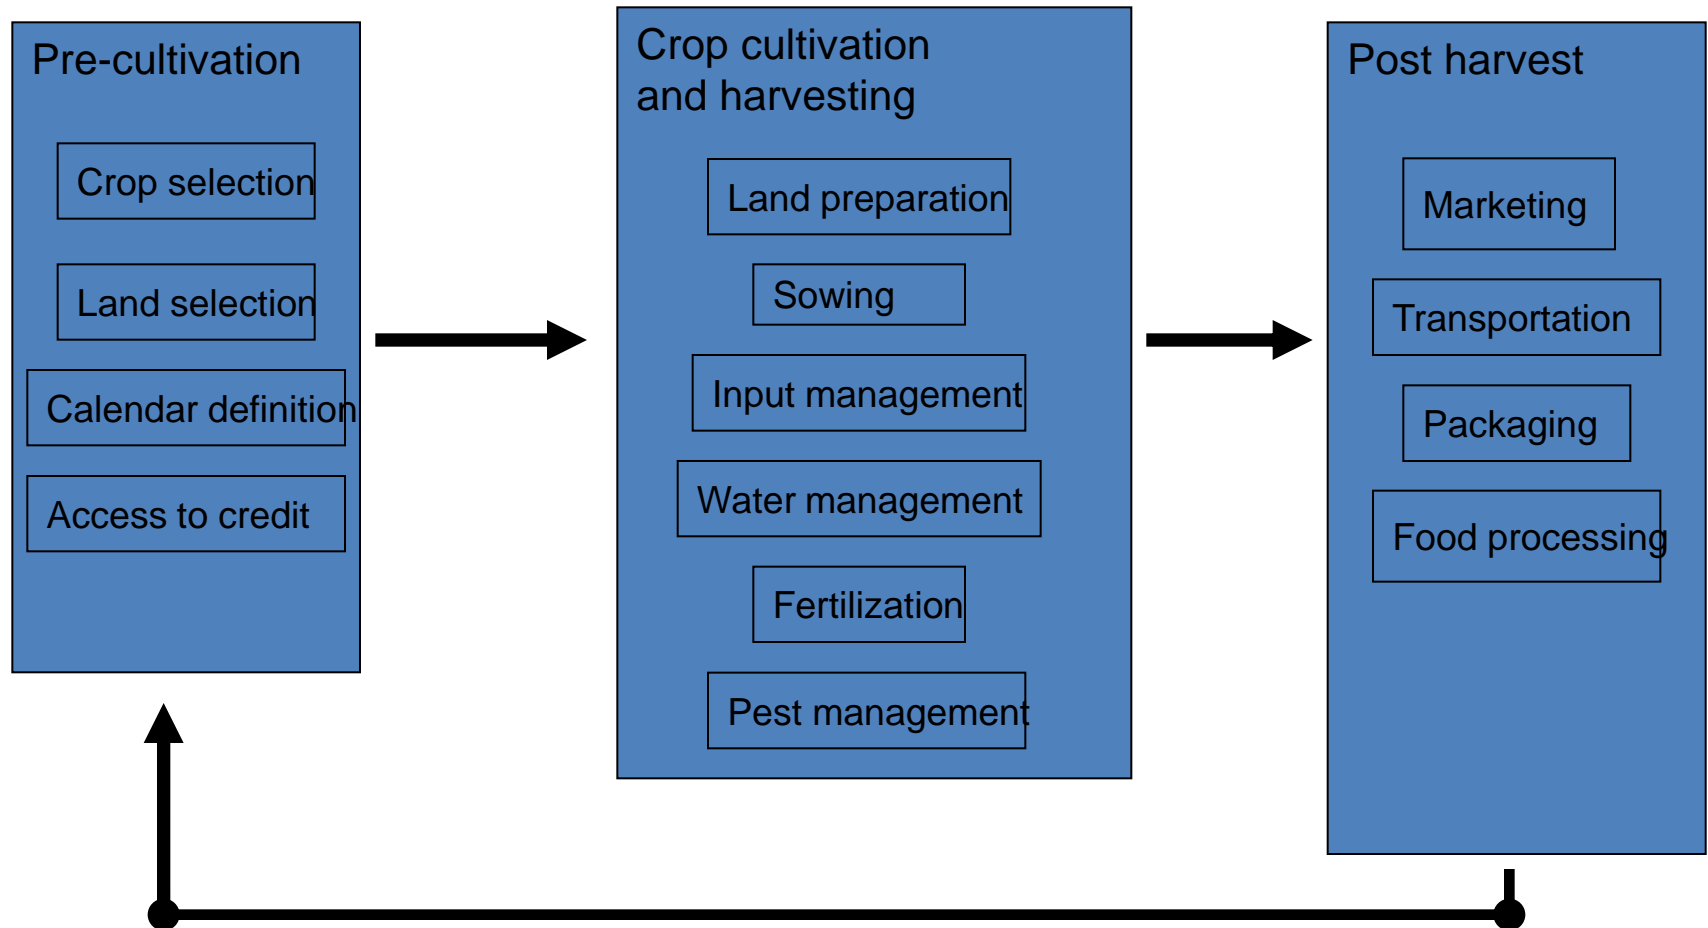 Pre-cultivation
Crop selection
Land selection
Calendar definition
Access to credit
Crop cultivation
and harvesting
Land preparation
Sowing
Input management
Water management
Fertilization
Pest management
Post harvest
Marketing
Transportation
Packaging
Food processing